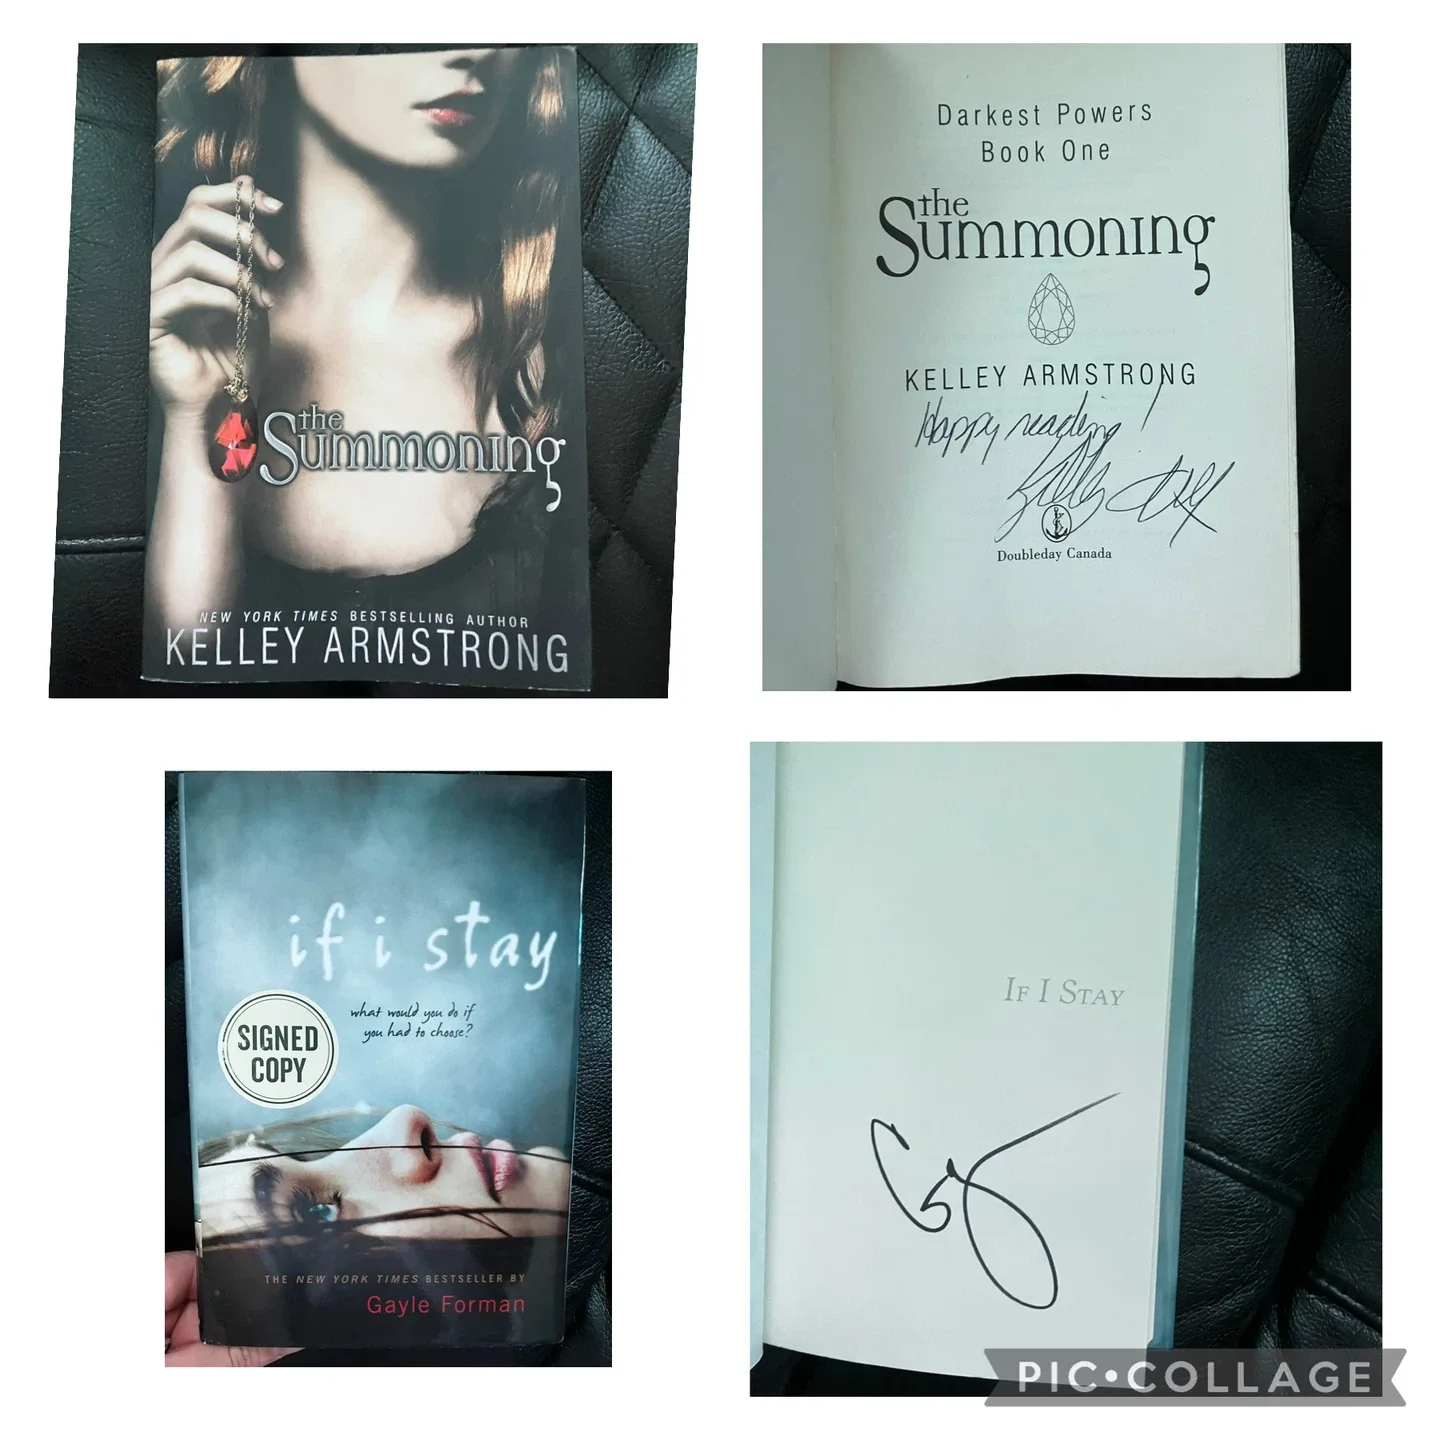 the
Summoning
NEW YORK TIMES BESTSELLING AUTHOR
KELLEY ARMSTRONG
Darkest Powers
Book One
the
Summoning
KELLEY ARMSTRONG
Happy reading!
Doubleday Canada
if i stay
what would you do if
you had to choose?
SIGNED
COPY
THE NEW YORK TIMES BESTSELLER BY
Gayle Forman
IF I STAY
PIC•COLLAGE